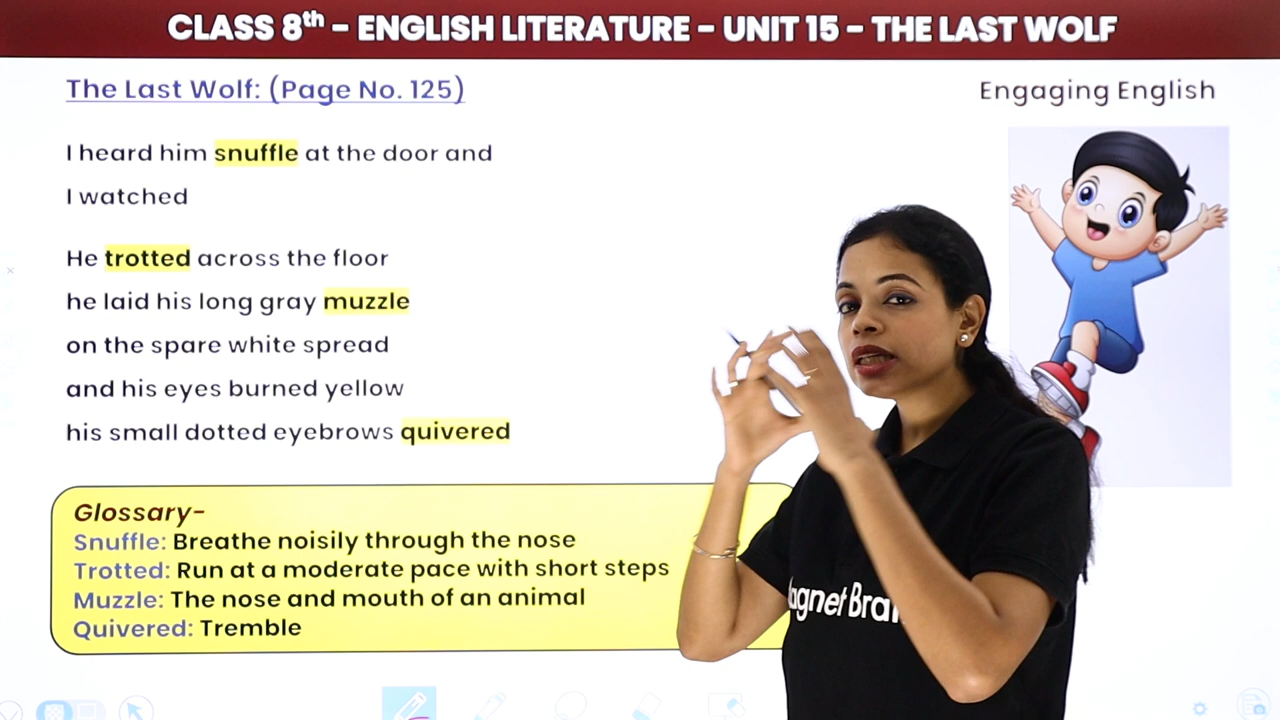 CLASS 8th - ENGLISH LITERATURE - UNIT 15 - THE LAST WOLF
The Last Wolf: (Page No. 125)
Engaging English
I heard him snuffle at the door and
I watched
He trotted across the floor
he laid his long gray muzzle
on the spare white spread
and his eyes burned yellow
his small dotted eyebrows quivered
Glossary-
Snuffle: Breathe noisily through the nose
Trotted: Run at a moderate pace with short steps
Muzzle: The nose and mouth of an animal
Quivered: Tremble